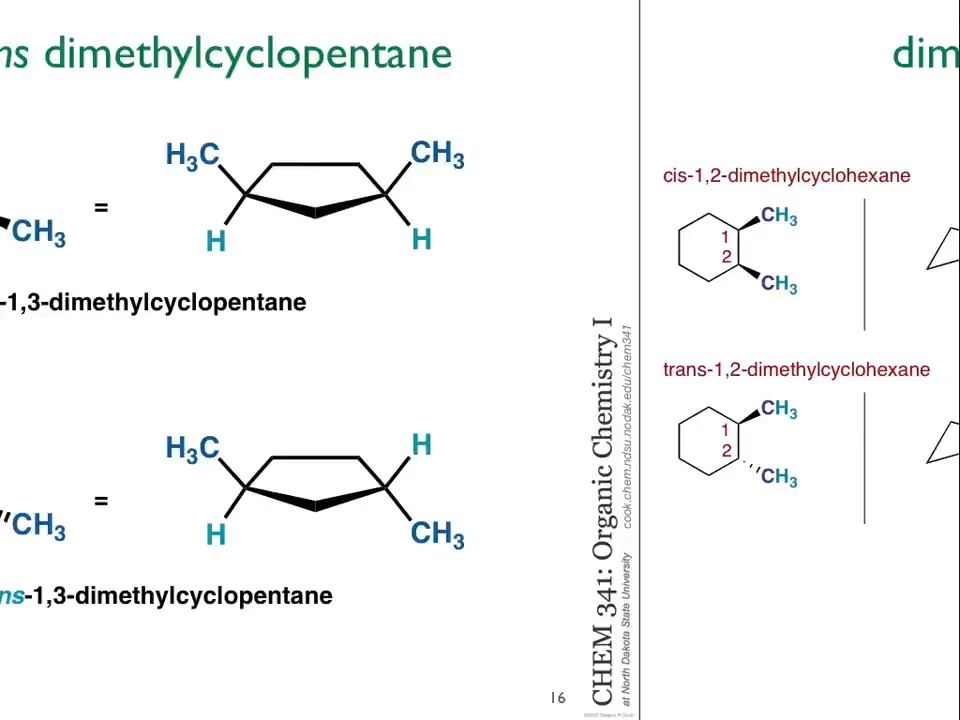 ns dimethylcyclopentane
H3C
CH3
CH3
=
H
H
-1,3-dimethylcyclopentane
H3C
H
CH3
=
H
CH3
ns-1,3-dimethylcyclopentane
16
CHEM 341: Organic Chemistry I
at North Dakota State University cook.chem.ndsu.nodak.edu/chem341
dim
cis-1,2-dimethylcyclohexane
CH3
1
2
CH3
trans-1,2-dimethylcyclohexane
CH3
1
2
CH3